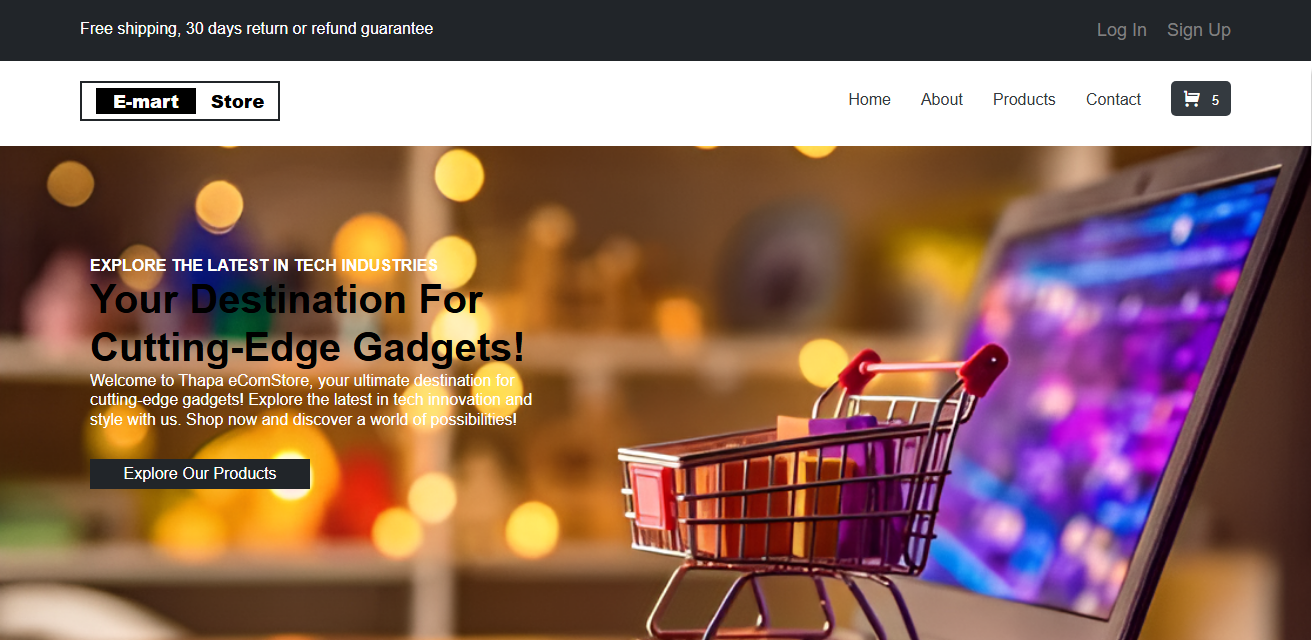 Free shipping, 30 days return or refund guarantee
Log In Sign Up
E-mart Store
Home About Products Contact 5
EXPLORE THE LATEST IN TECH INDUSTRIES
Your Destination For
Cutting-Edge Gadgets!
Welcome to Thapa eComStore, your ultimate destination for
cutting-edge gadgets! Explore the latest in tech innovation and
style with us. Shop now and discover a world of possibilities!
Explore Our Products